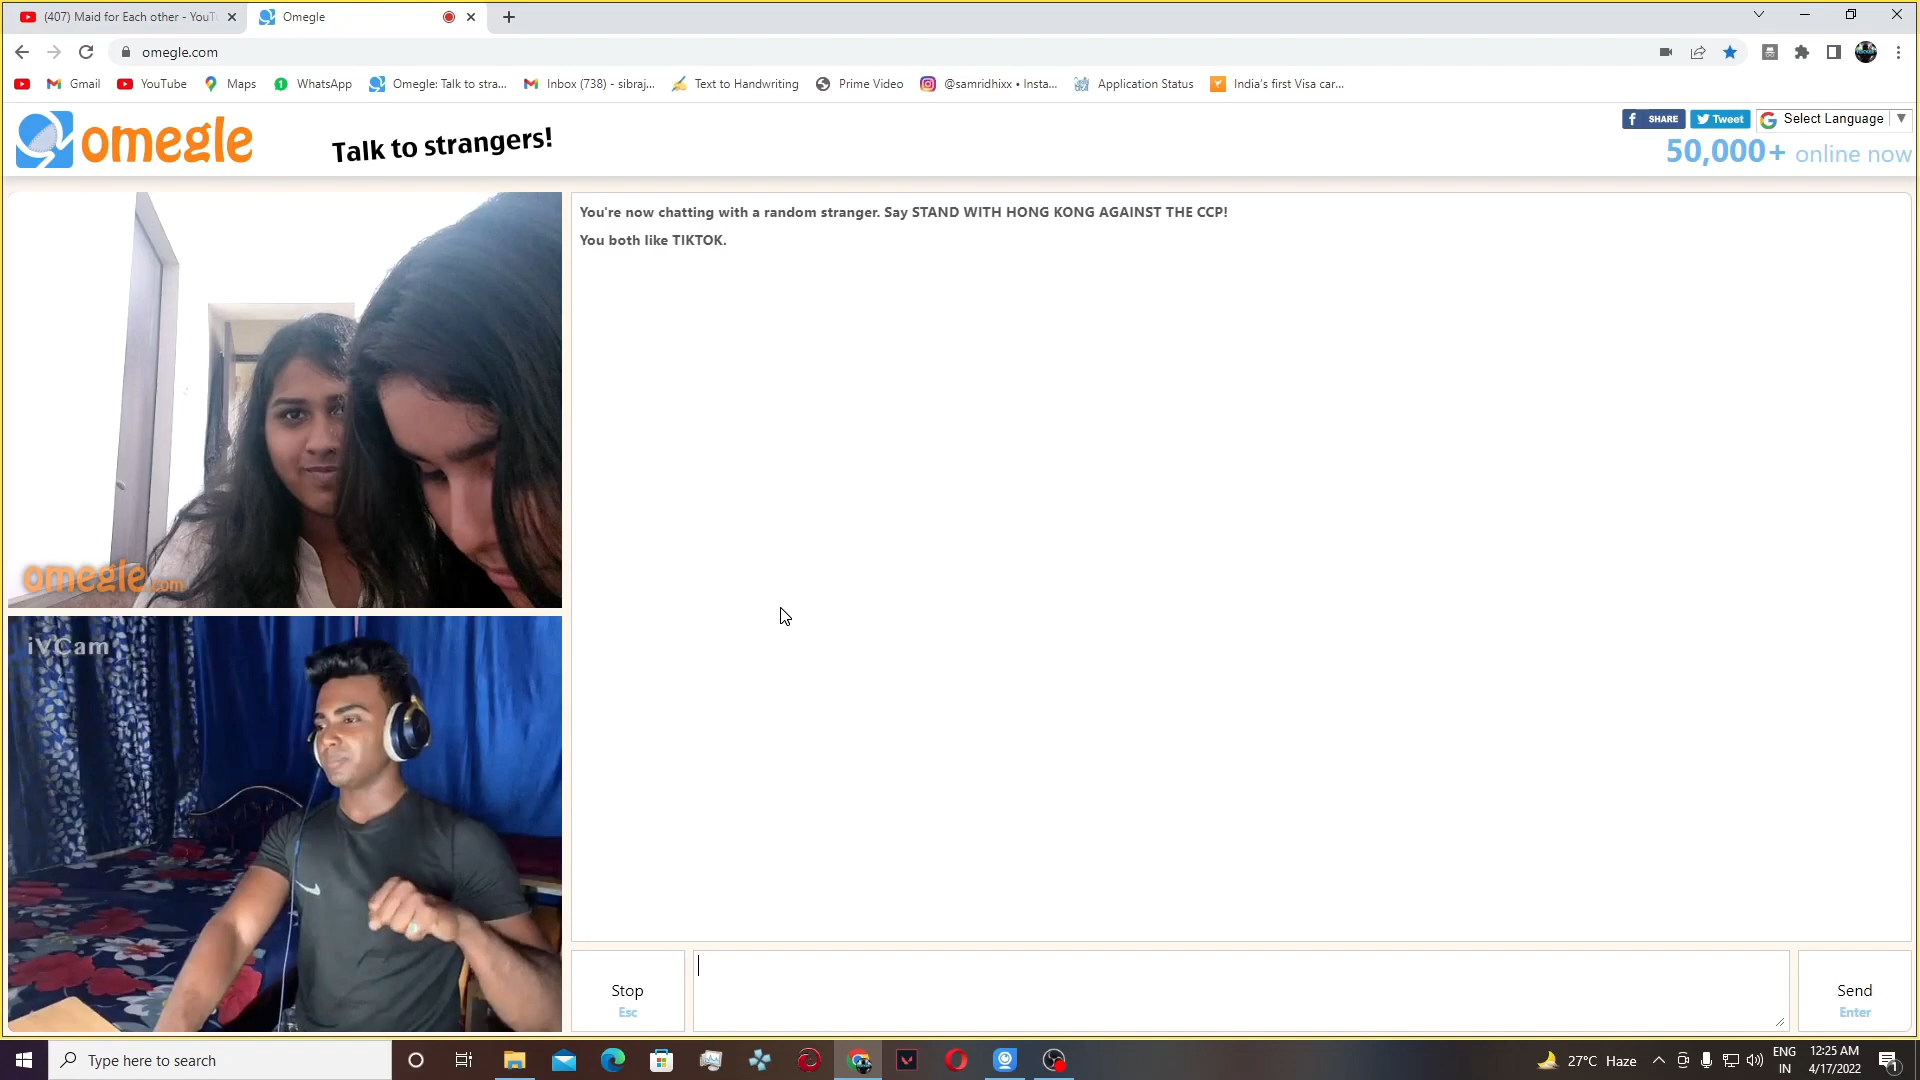 (407) Maid for Each other - YouT
Omegle
omegle.com
Gmail
YouTube
Maps
WhatsApp
Omegle: Talk to stra...
Inbox (738) - sibraj...
Text to Handwriting
Prime Video
@samridhixx • Insta...
Application Status
India's first Visa car...
omegle
Talk to strangers!
SHARE
Tweet
Select Language
50,000+ online now
You're now chatting with a random stranger. Say STAND WITH HONG KONG AGAINST THE CCP!
You both like TIKTOK.
omegle.com
iVCam
Stop
Esc
Send
Enter
Type here to search
27°C Haze
ENG
IN
12:25 AM
4/17/2022
1